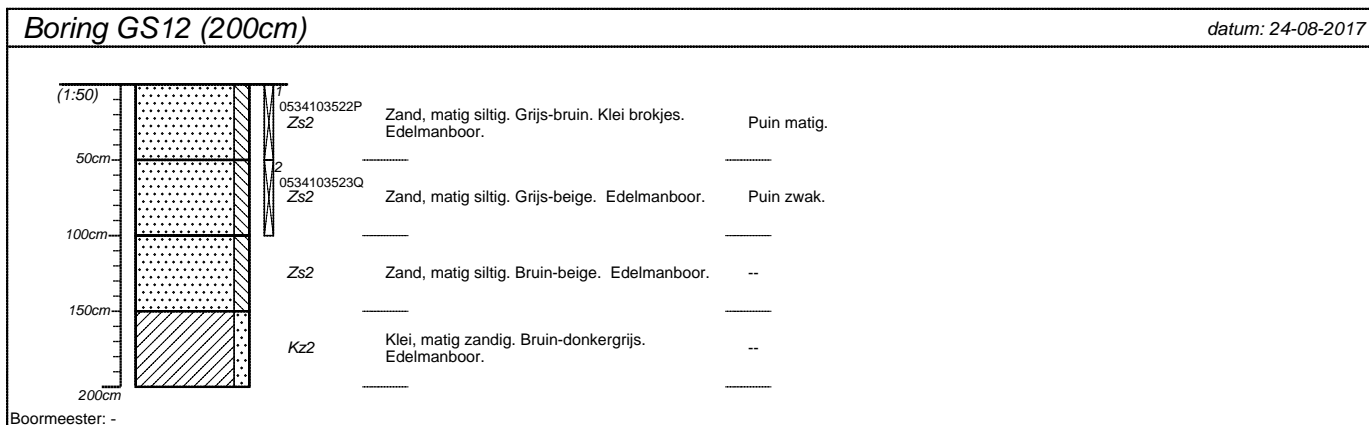 Boring GS12 (200cm)
datum: 24-08-2017
(1:50)
1
0534103522P
Zs2
Zand, matig siltig. Grijs-bruin. Klei brokjes.
Edelmanboor.
Puin matig.
50cm
2
0534103523Q
Zs2
Zand, matig siltig. Grijs-beige. Edelmanboor.
Puin zwak.
100cm
Zs2
Zand, matig siltig. Bruin-beige. Edelmanboor.
--
150cm
Kz2
Klei, matig zandig. Bruin-donkergrijs.
Edelmanboor.
--
200cm
Boormeester: -